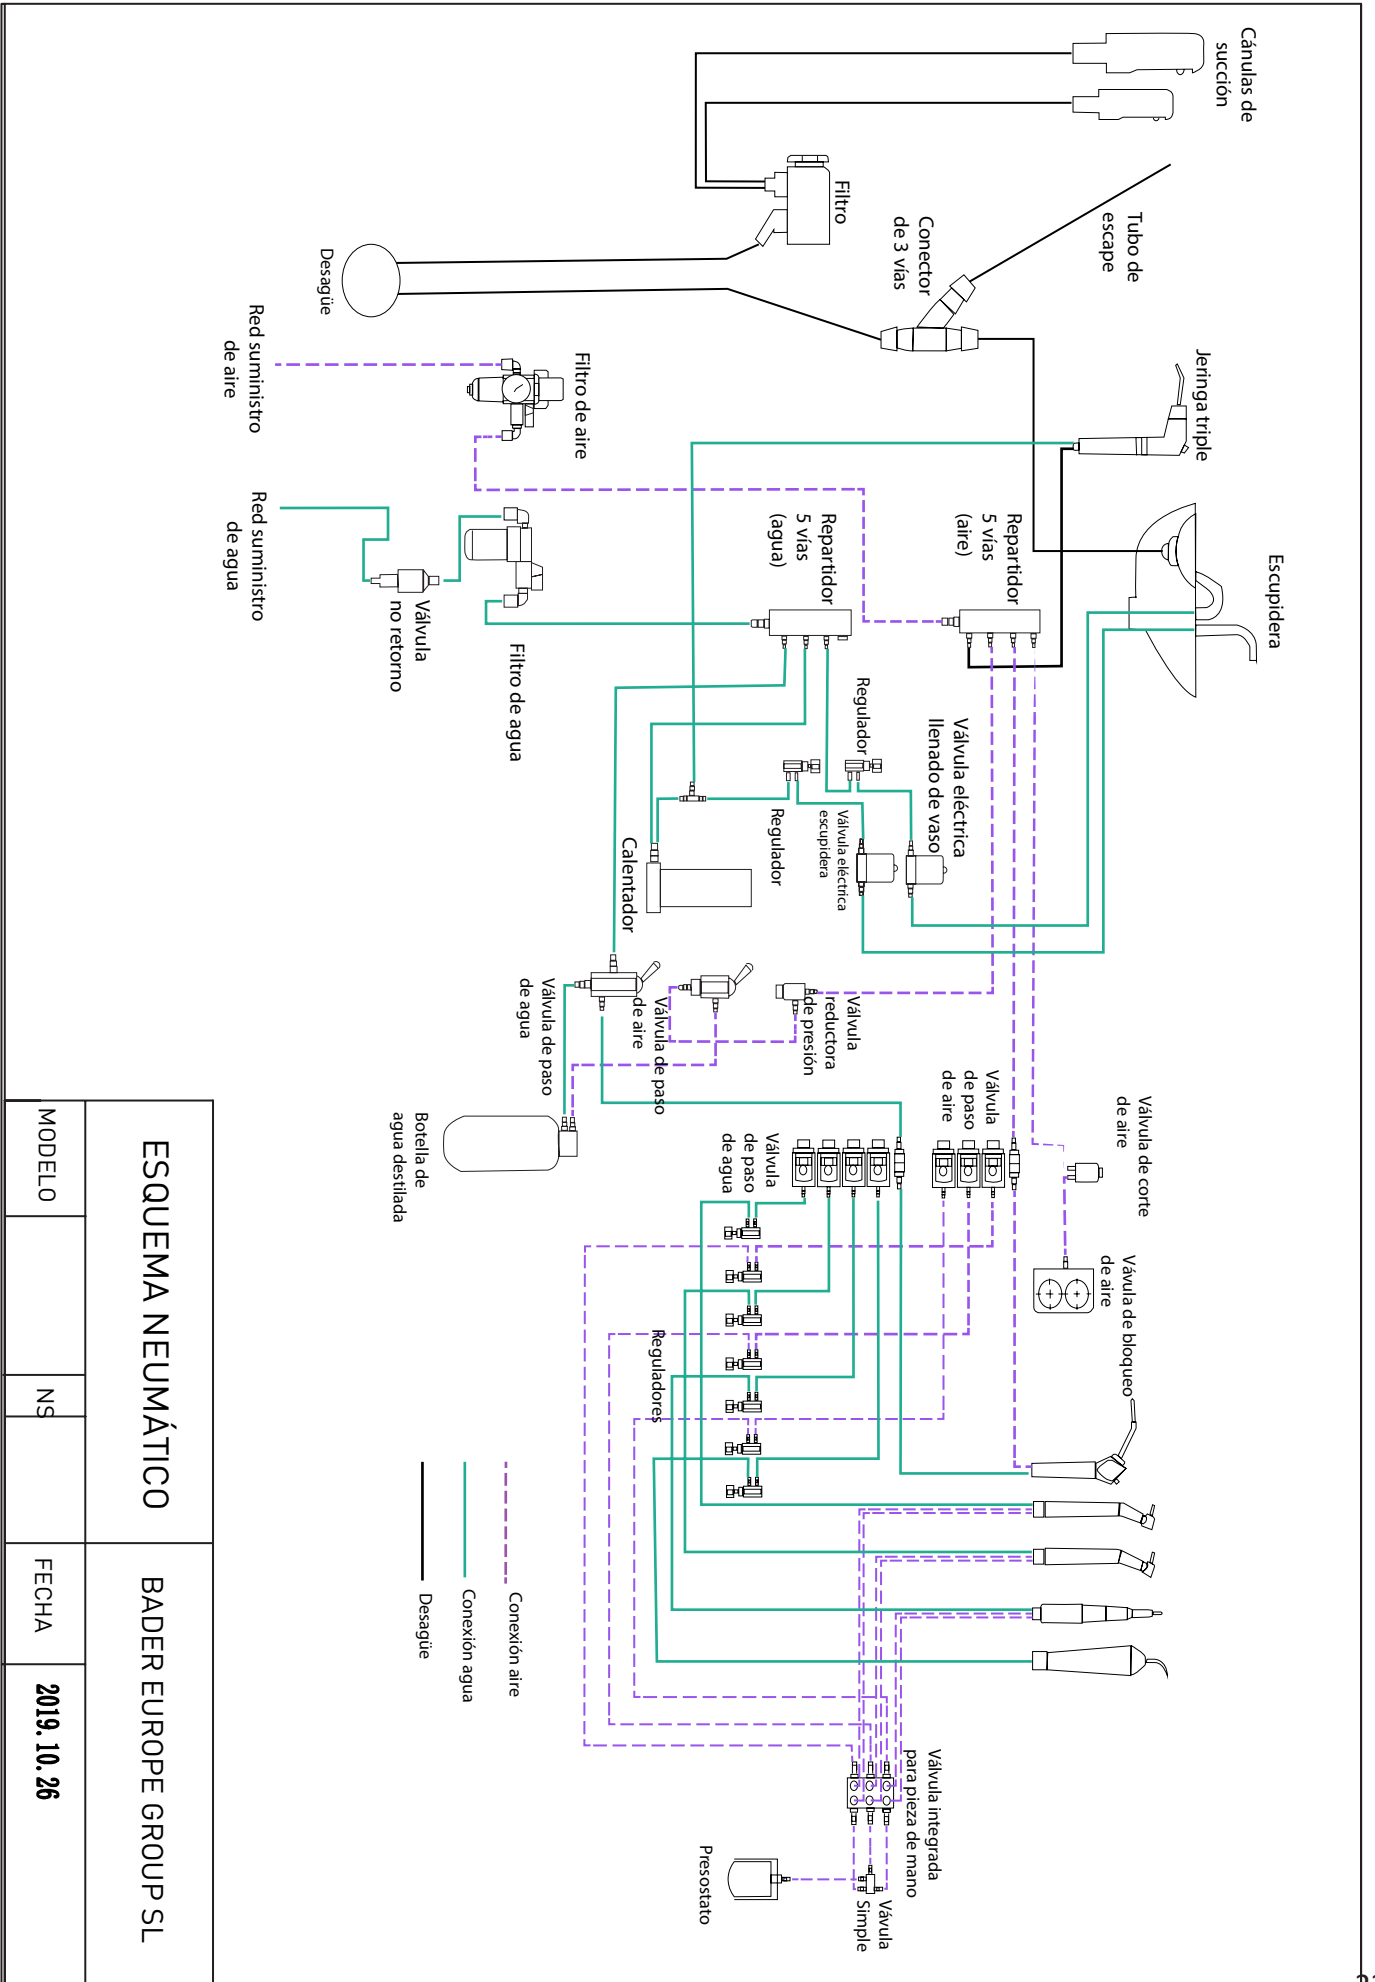 Cánulas de
succión
Filtro
Tubo de
escape
Conector
de 3 vías
Desagüe
Red suministro
de aire
Filtro de aire
Jeringa triple
Escupidera
Repartidor
5 vías
(aire)
Repartidor
5 vías
(agua)
Red suministro
de agua
Válvula
no retorno
Filtro de agua
Regulador
Válvula eléctrica
llenado de vaso
Válvula eléctrica
escupidera
Regulador
Calentador
Válvula
reductora
de presión
Válvula de paso
de aire
Válvula de paso
de agua
Botella de
agua destilada
Válvula
de paso
de aire
Válvula
de paso
de agua
Válvula de corte
de aire
Vávula de bloqueo
de aire
Reguladores
Conexión aire
Conexión agua
Desagüe
Válvula integrada
para pieza de mano
Vávula
Simple
Presostato
ESQUEMA NEUMÁTICO
BADER EUROPE GROUP SL
MODELO
NS
FECHA
2019.10.26